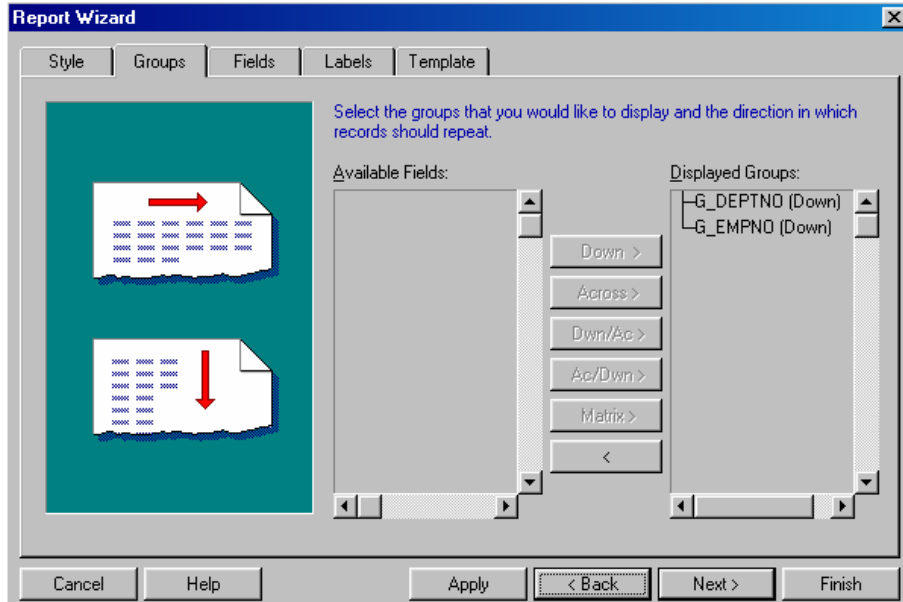 Report Wizard
Style Groups Fields Labels Template
Select the groups that you would like to display and the direction in which
records should repeat.
Available Fields: Displayed Groups:
G_DEPTNO (Down)
G_EMPNO (Down)
Down >
Across >
Dwn/Ac >
Ac/Dwn >
Matrix >
<
Cancel Help Apply < Back Next > Finish